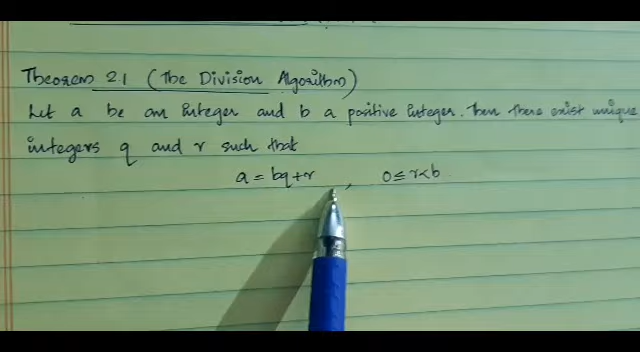 Theorem 2.1 (The Division Algorithm)
Let a be an integer and b a positive integer. Then there exist unique
integers q and r such that
a = bq+r , 0≤r<b